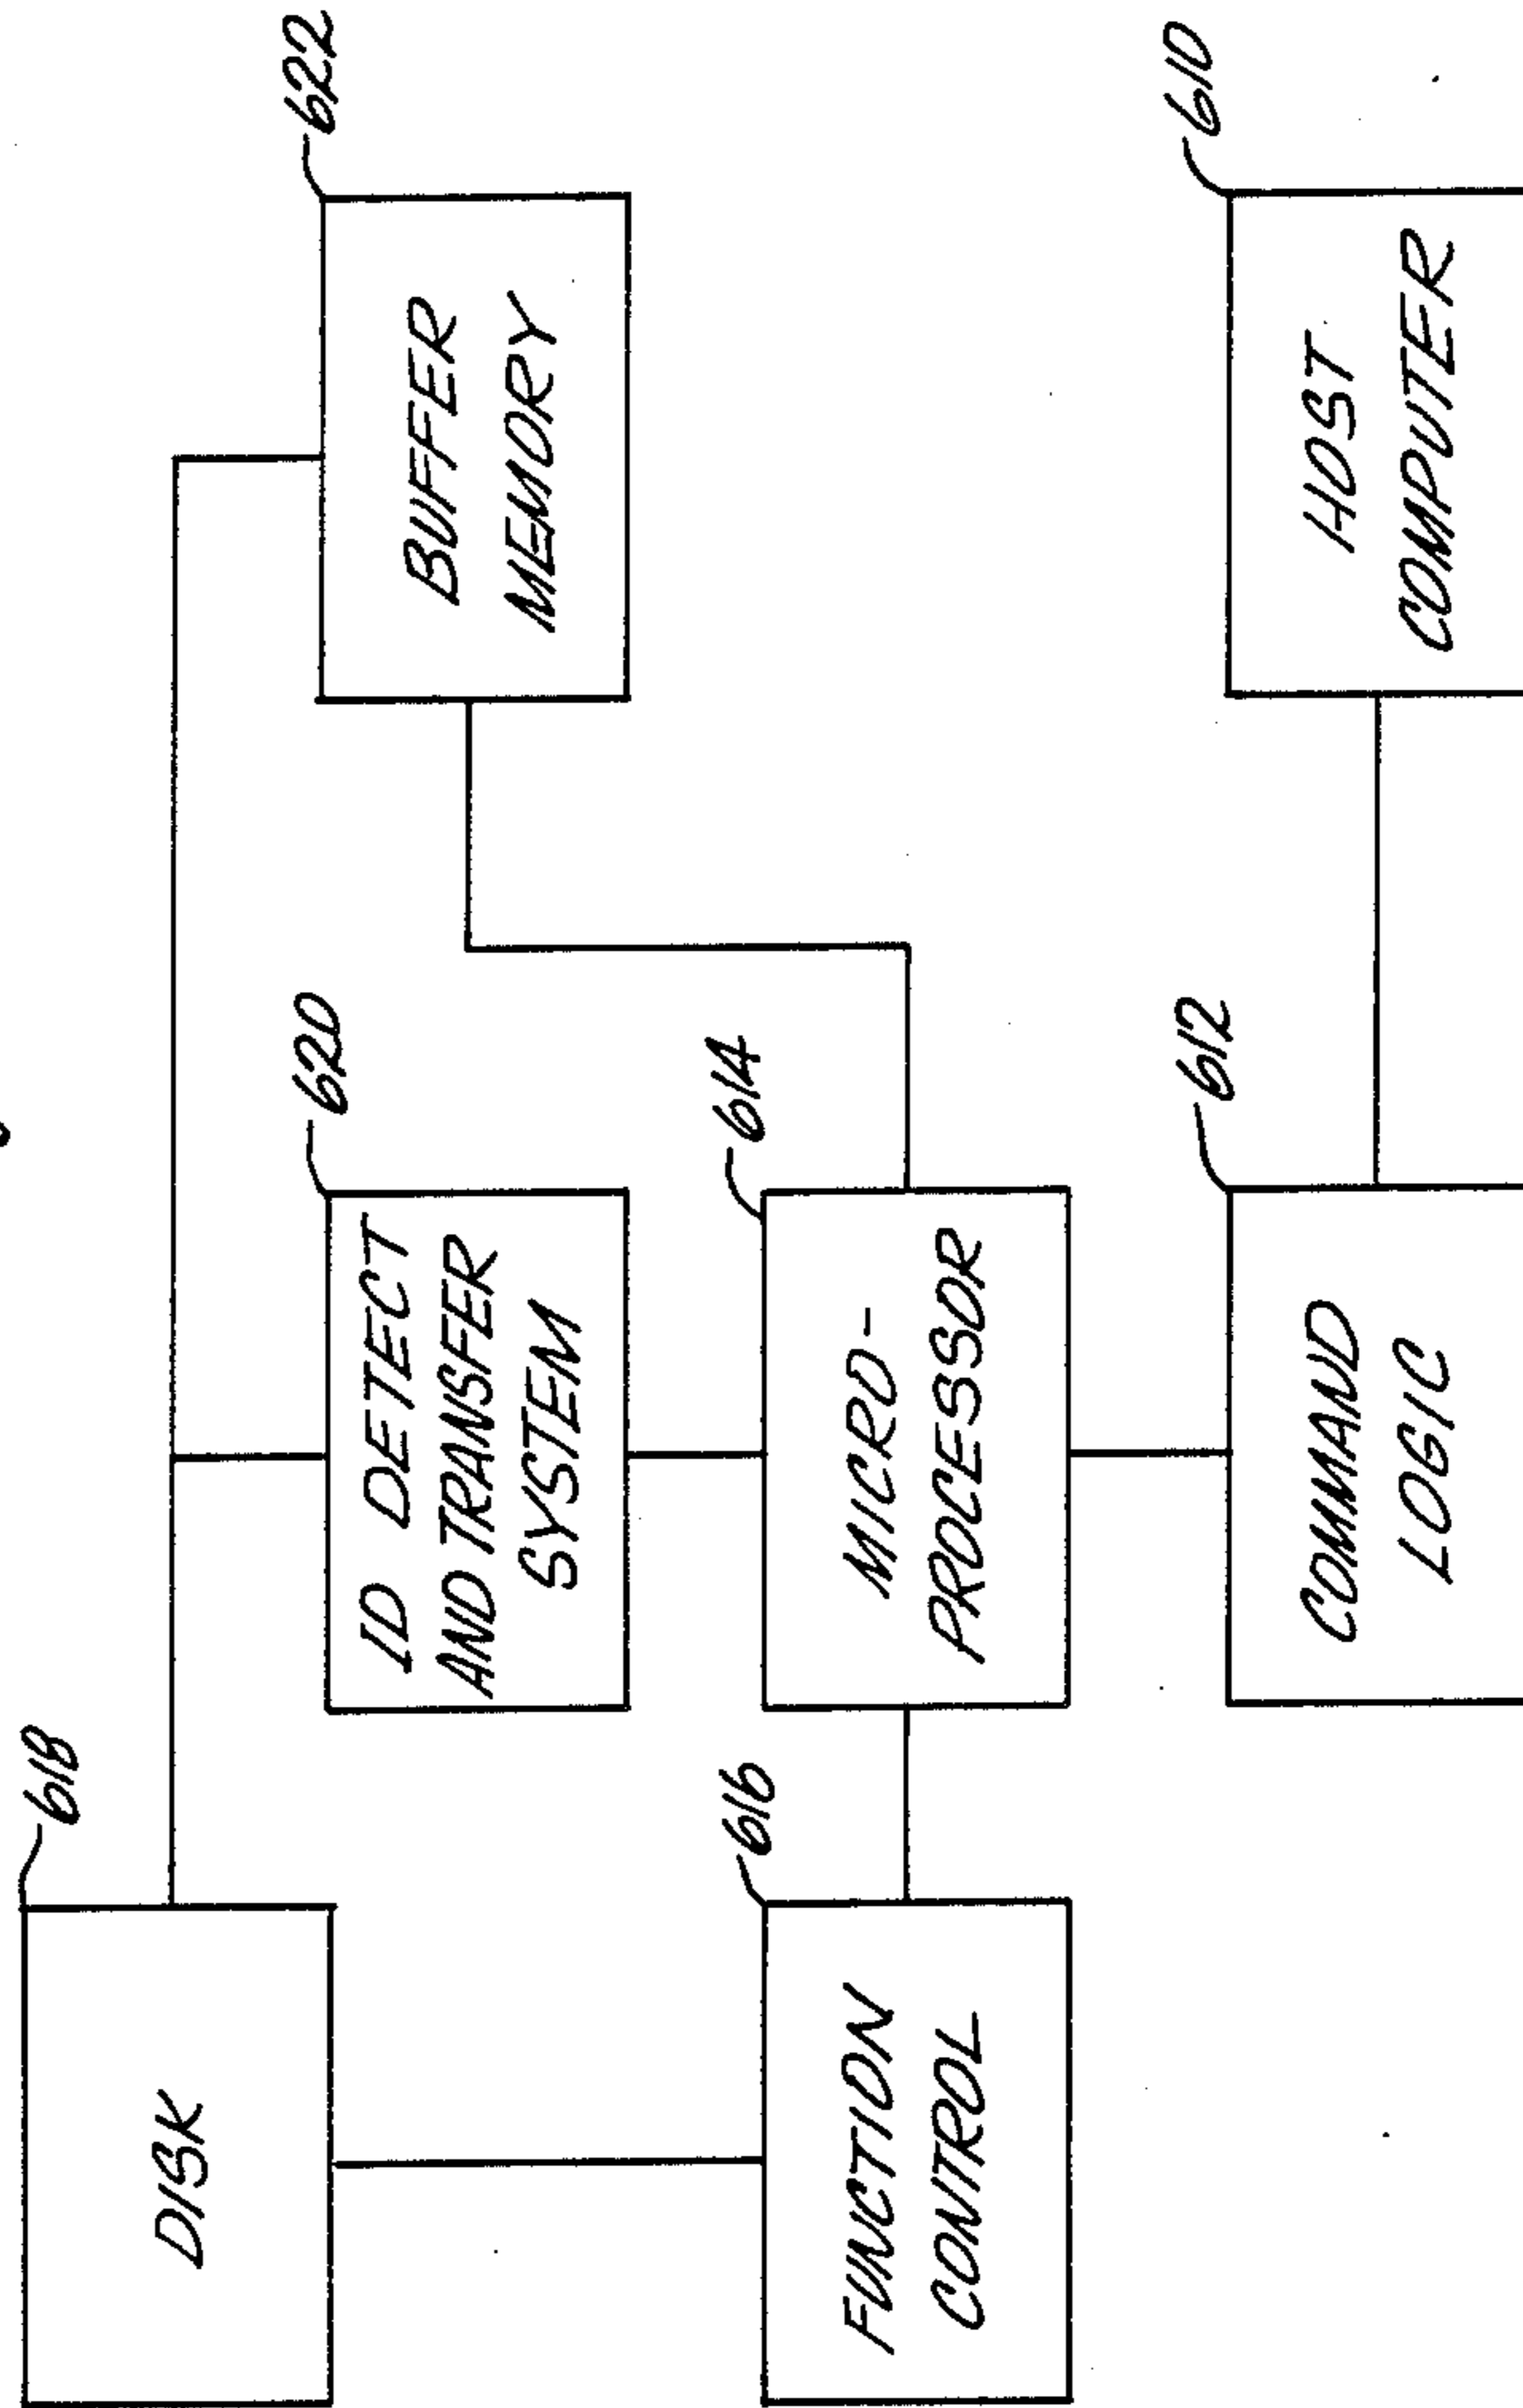 618
DISK
620
ID DETECT
AND TRANSFER
SYSTEM
622
BUFFER
MEMORY
616
FUNCTION
CONTROL
614
MICRO-
PROCESSOR
612
COMMAND
LOGIC
610
HOST
COMPUTER